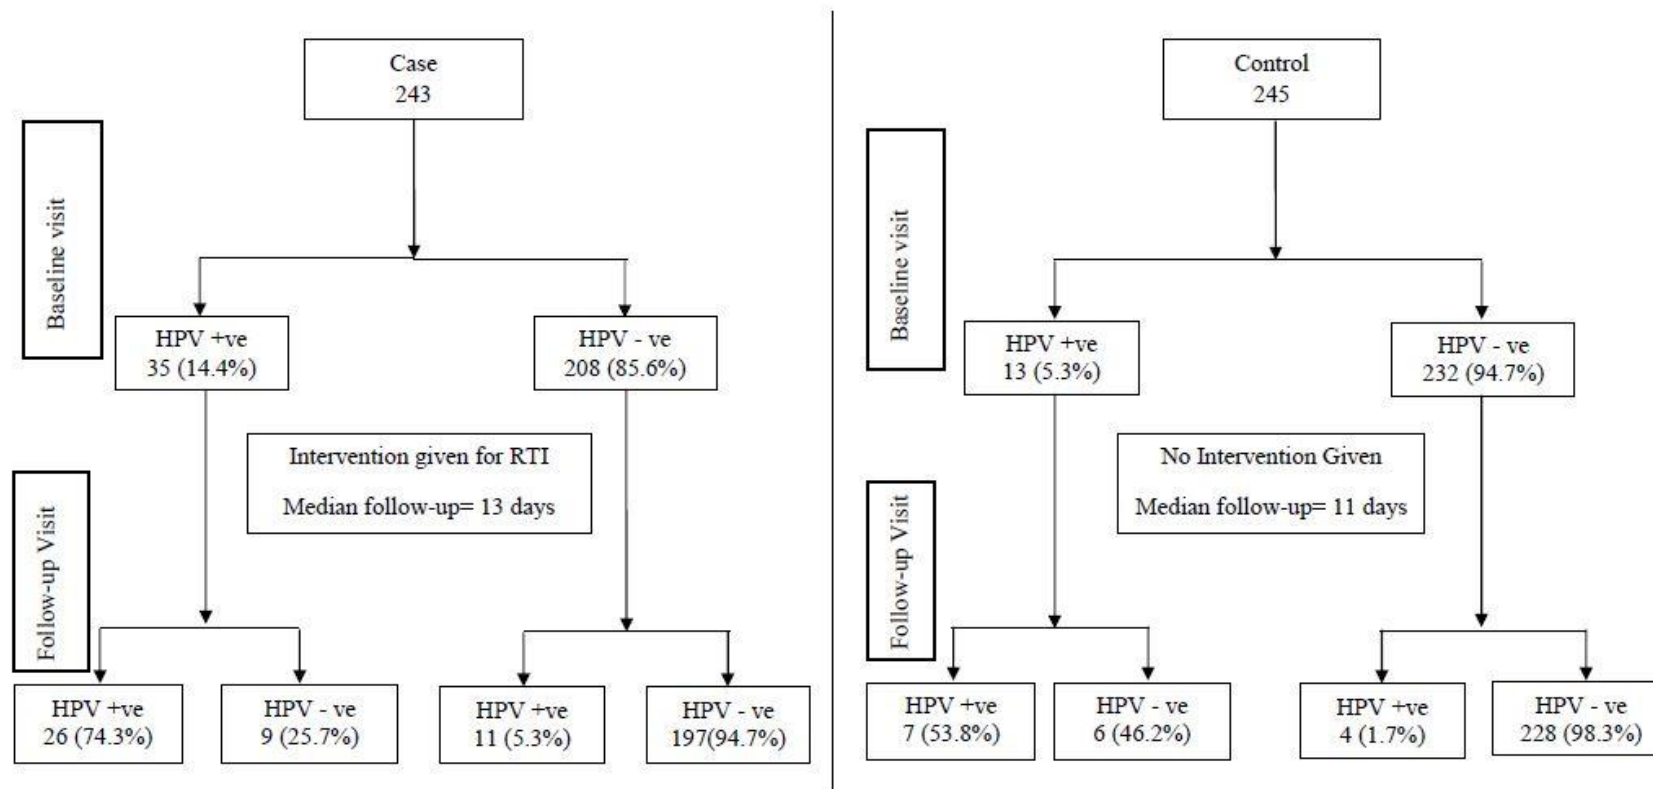 Case
243
Baseline visit
HPV +ve
35 (14.4%)
HPV - ve
208 (85.6%)
Intervention given for RTI
Median follow-up= 13 days
Follow-up Visit
HPV +ve
26 (74.3%)
HPV - ve
9 (25.7%)
HPV +ve
11 (5.3%)
HPV - ve
197(94.7%)
Control
245
Baseline visit
HPV +ve
13 (5.3%)
HPV - ve
232 (94.7%)
No Intervention Given
Median follow-up= 11 days
Follow-up Visit
HPV +ve
7 (53.8%)
HPV - ve
6 (46.2%)
HPV +ve
4 (1.7%)
HPV - ve
228 (98.3%)